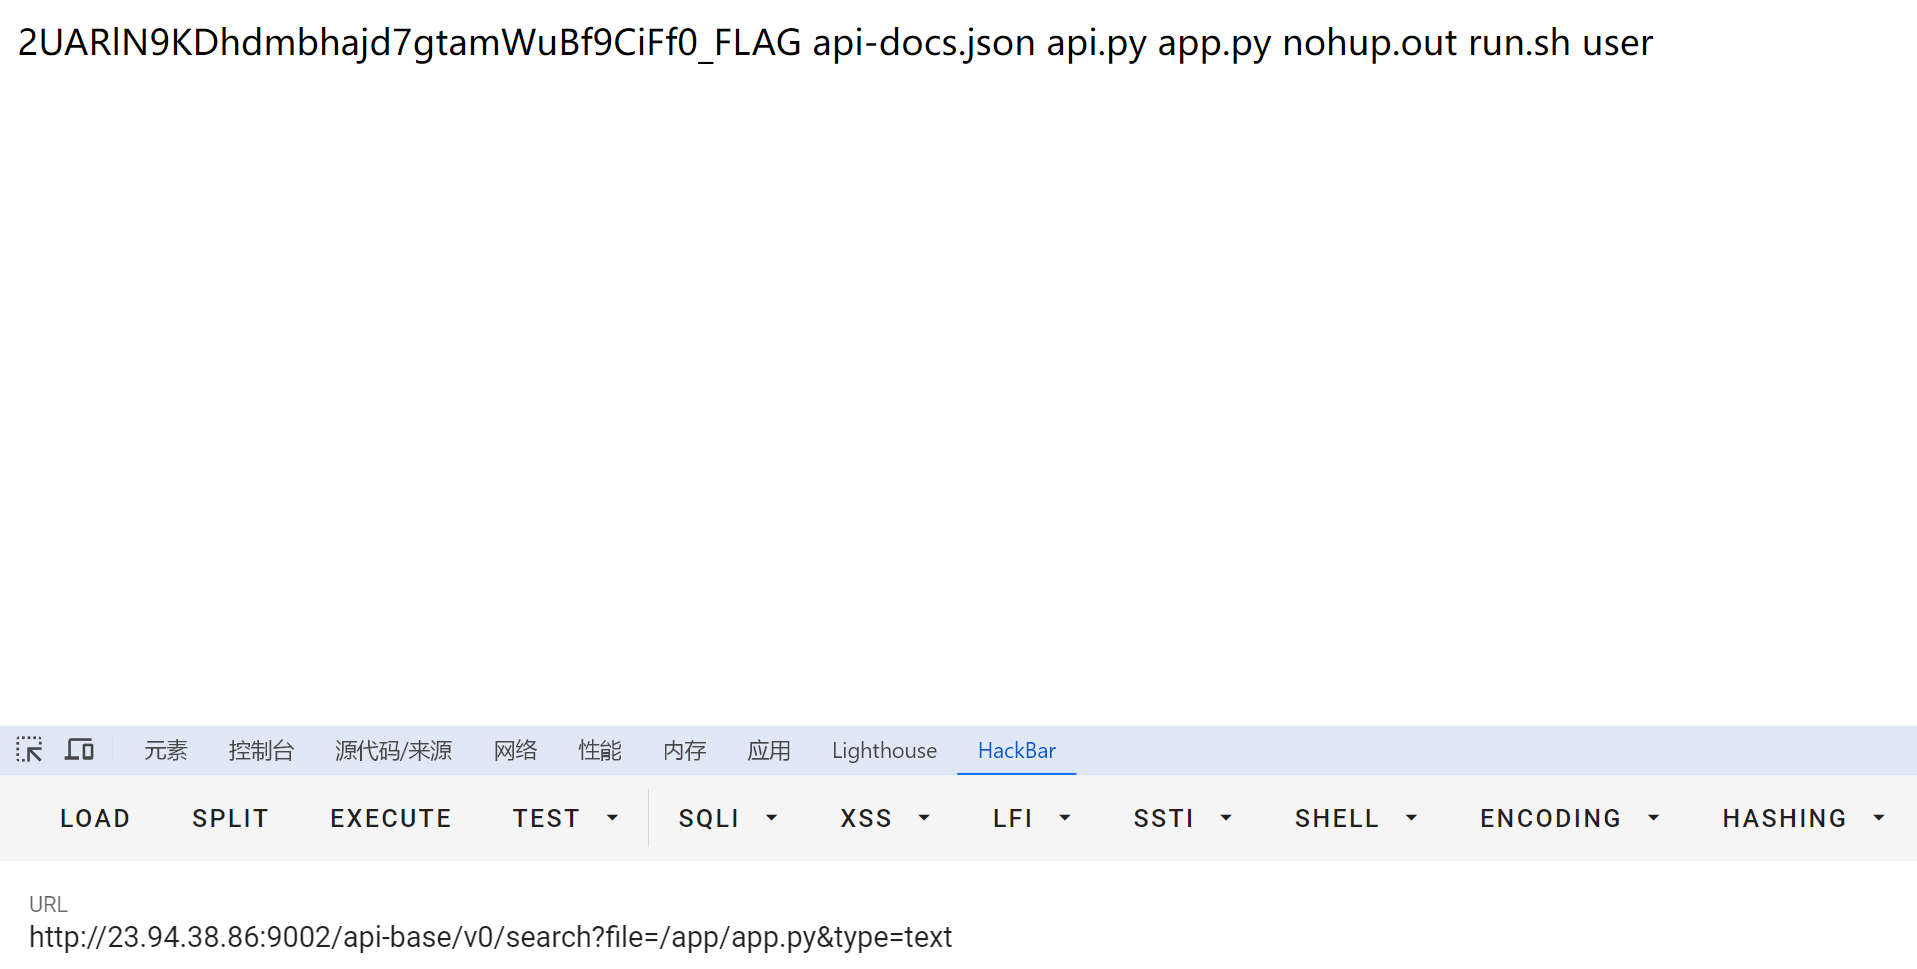 2UARlN9KDhdmbhajd7gtamWuBf9CiFf0_FLAG api-docs.json api.py app.py nohup.out run.sh user
元素 控制台 源代码/来源 网络 性能 内存 应用 Lighthouse HackBar
LOAD SPLIT EXECUTE TEST SQLI XSS LFI SSTI SHELL ENCODING HASHING
URL
http://23.94.38.86:9002/api-base/v0/search?file=/app/app.py&type=text